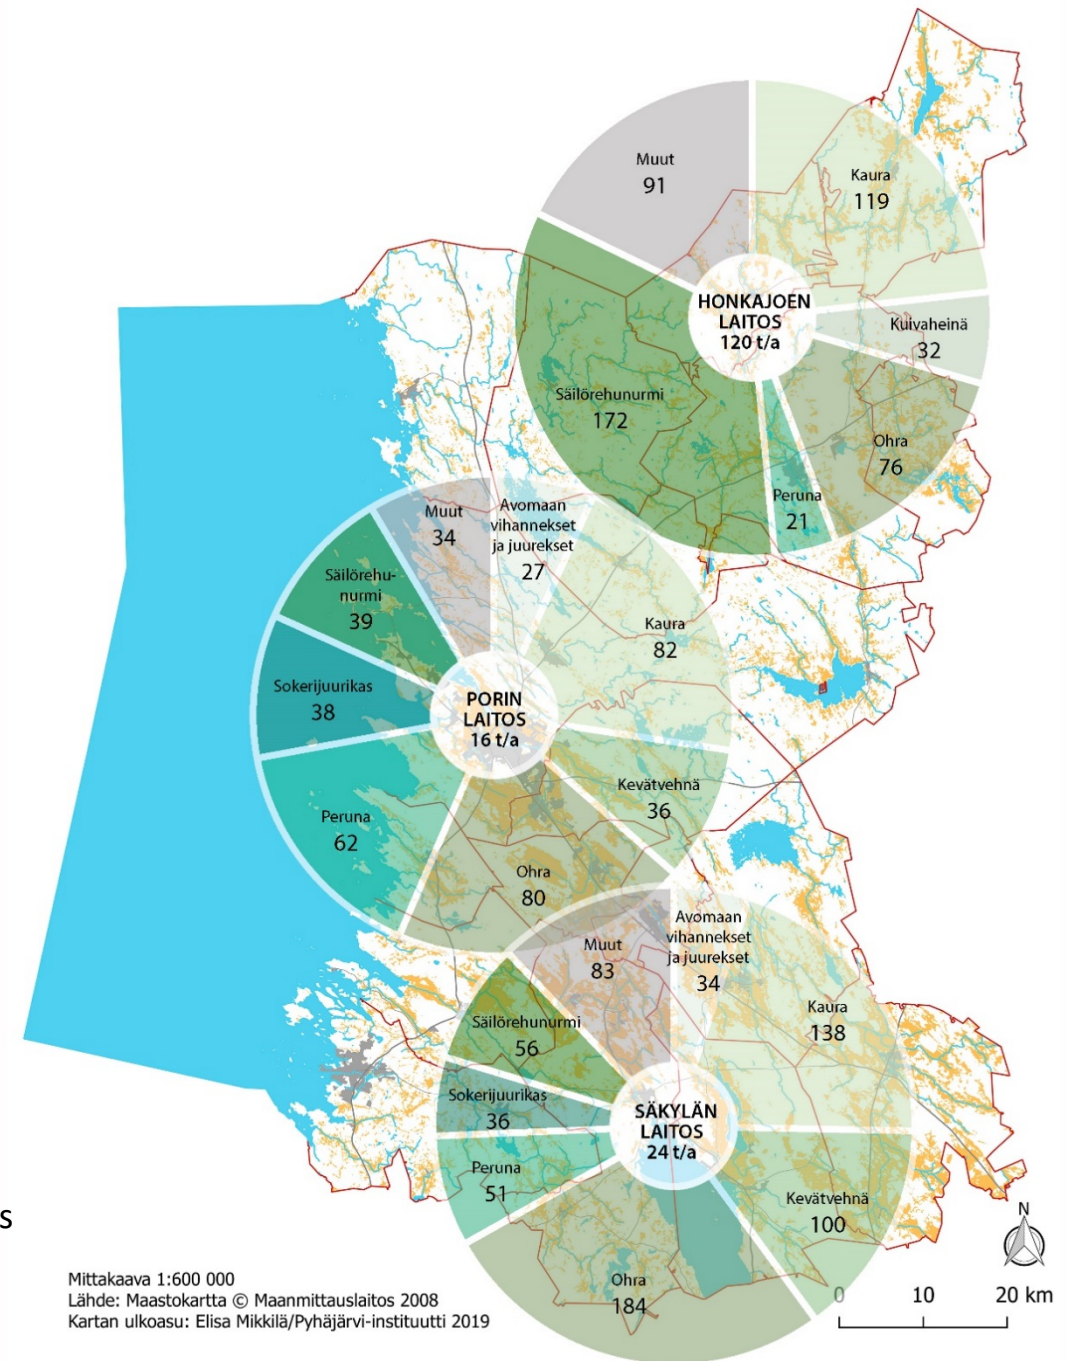 Muut
91
Kaura
119
HONKAJOEN
LAITOS
120 t/a
Kuivaheinä
32
Säilörehunurmi
172
Ohra
76
Peruna
21
Muut
34
Avomaan
vihannekset
ja juurekset
27
Säilörehu-
nurmi
39
Kaura
82
Sokerijuurikas
38
PORIN
LAITOS
16 t/a
Kevätvehnä
36
Peruna
62
Ohra
80
Muut
83
Avomaan
vihannekset
ja juurekset
34
Kaura
138
Säilörehunurmi
56
Sokerijuurikas
36
SÄKYLÄN
LAITOS
24 t/a
Peruna
51
Kevätvehnä
100
Ohra
184
s
N
0 10 20 km
Mittakaava 1:600 000
Lähde: Maastokartta © Maanmittauslaitos 2008
Kartan ulkoasu: Elisa Mikkilä/Pyhäjärvi-instituutti 2019